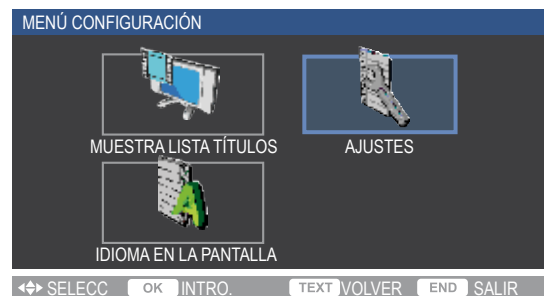 MENÚ CONFIGURACIÓN
MUESTRA LISTA TÍTULOS
AJUSTES
IDIOMA EN LA PANTALLA
SELECC OK INTRO. TEXT VOLVER END SALIR